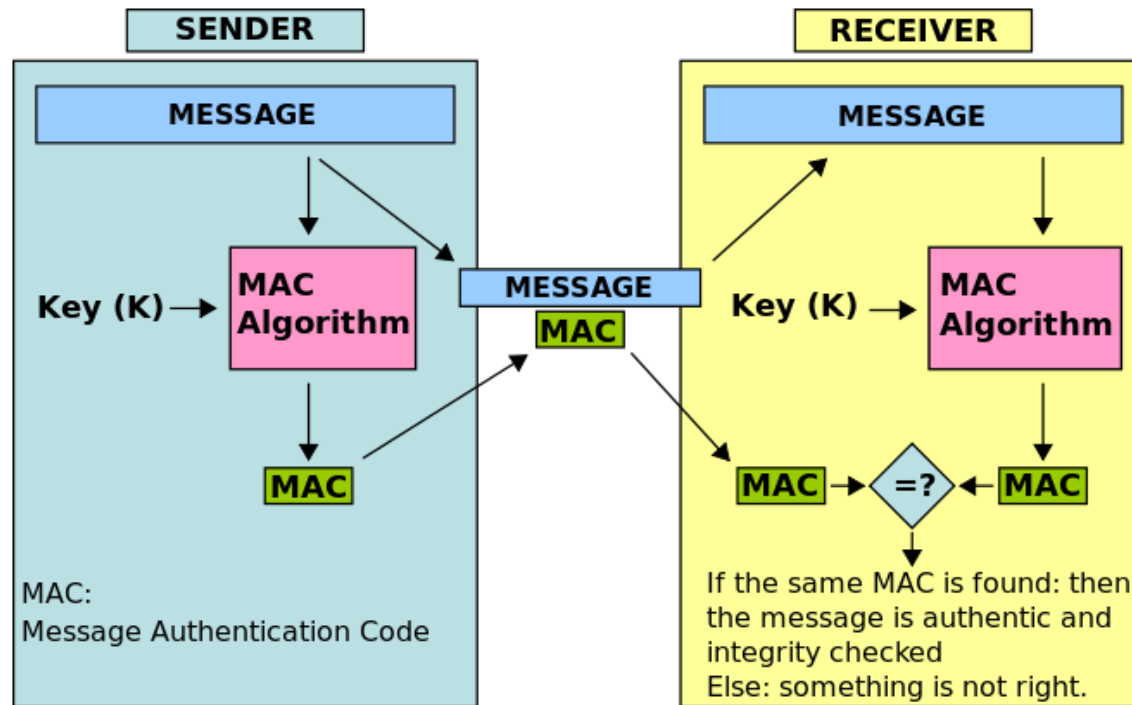 SENDER
RECEIVER
MESSAGE
MESSAGE
MAC
Algorithm
Key (K)
MESSAGE
MAC
MAC
Algorithm
Key (K)
MAC
MAC
=?
MAC
MAC:
Message Authentication Code
If the same MAC is found: then
the message is authentic and
integrity checked
Else: something is not right.